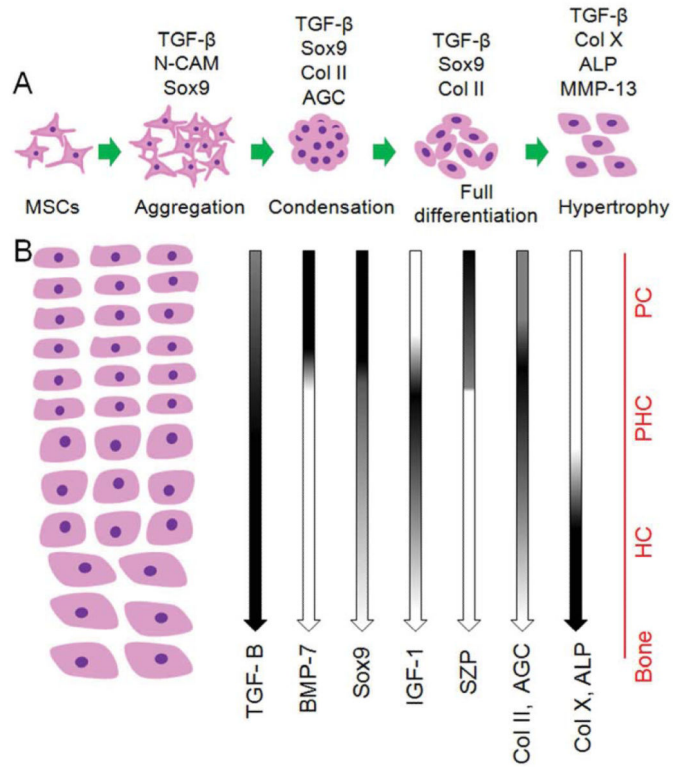 A
TGF-β
N-CAM
Sox9
TGF-β
Sox9
Col II
AGC
TGF-β
Sox9
Col II
TGF-β
Col X
ALP
MMP-13
MSCs
Aggregation
Condensation
Full
differentiation
Hypertrophy
B
TGF- B
BMP-7
Sox9
IGF-1
SZP
Col II, AGC
Col X, ALP
PC
PHC
HC
Bone